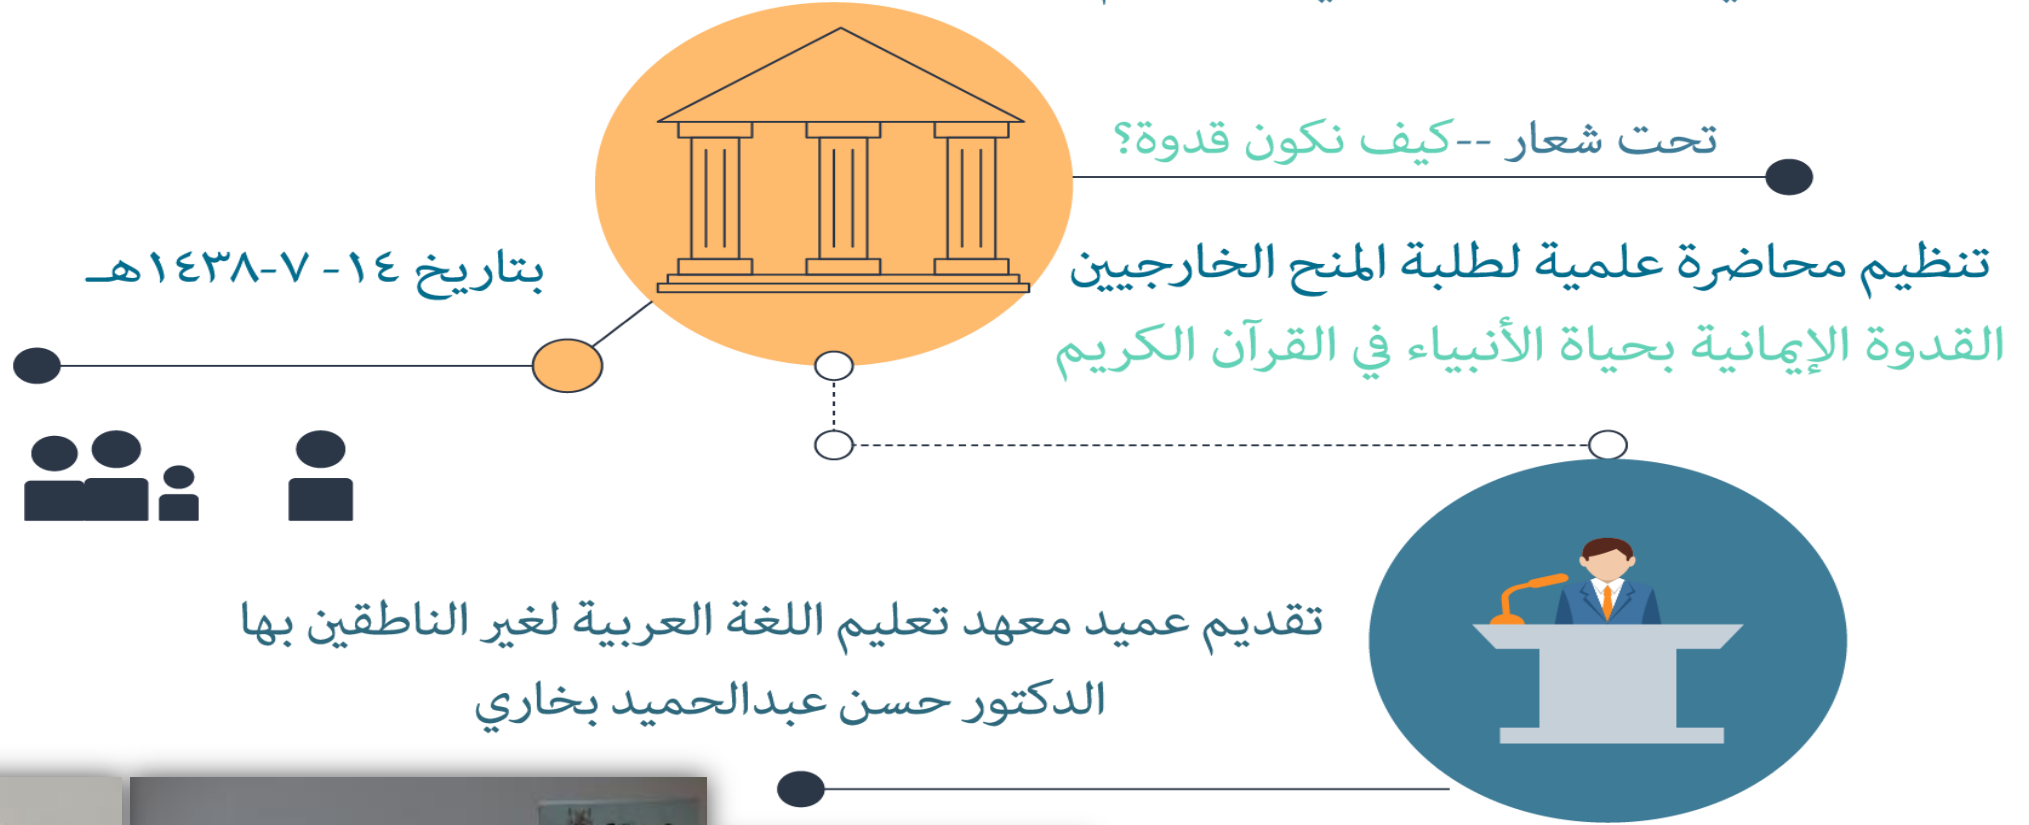 تحت شعار --كيف نكون قدوة؟
تنظيم محاضرة علمية لطلبة المنح الخارجيين
القدوة الإيمانية بحياة الأنبياء في القرآن الكريم
بتاريخ ١٤- ٧-١٤٣٨هـ
تقديم عميد معهد تعليم اللغة العربية لغير الناطقين بها
الدكتور حسن عبدالحميد بخاري